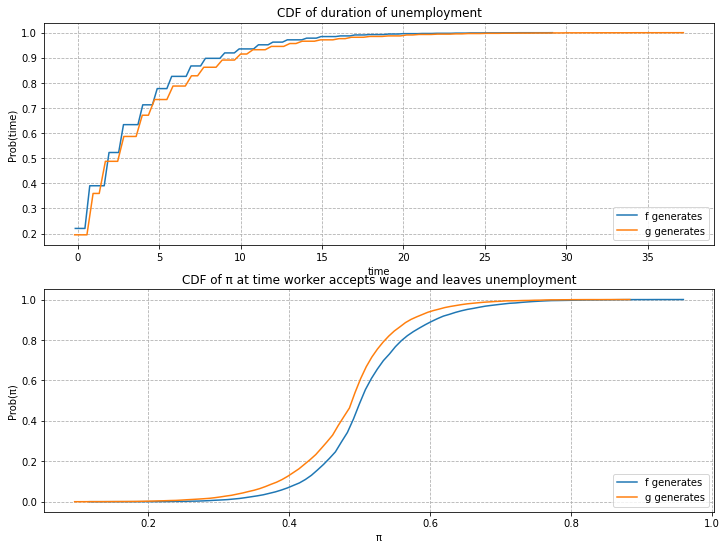 CDF of duration of unemployment
1.0
0.9
0.8
0.7
0.6
0.5
0.4
0.3
0.2
Prob(time)
f generates
g generates
0 5 10 15 20 25 30 35
time
CDF of π at time worker accepts wage and leaves unemployment
1.0
0.8
0.6
0.4
0.2
0.0
Prob(π)
f generates
g generates
0.2 0.4 0.6 0.8 1.0
π